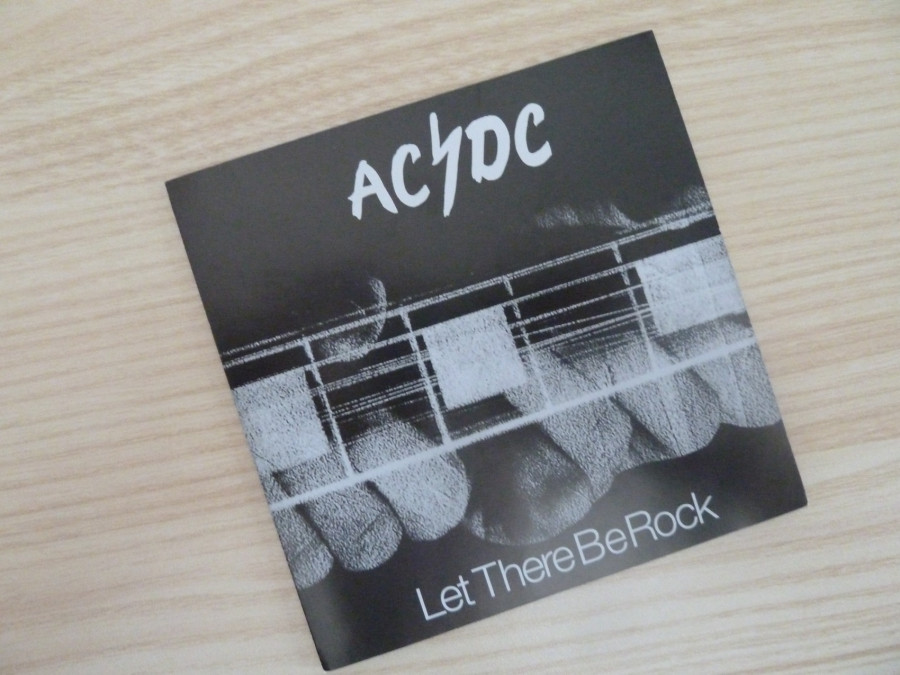 AC⚡DC
Let There Be Rock